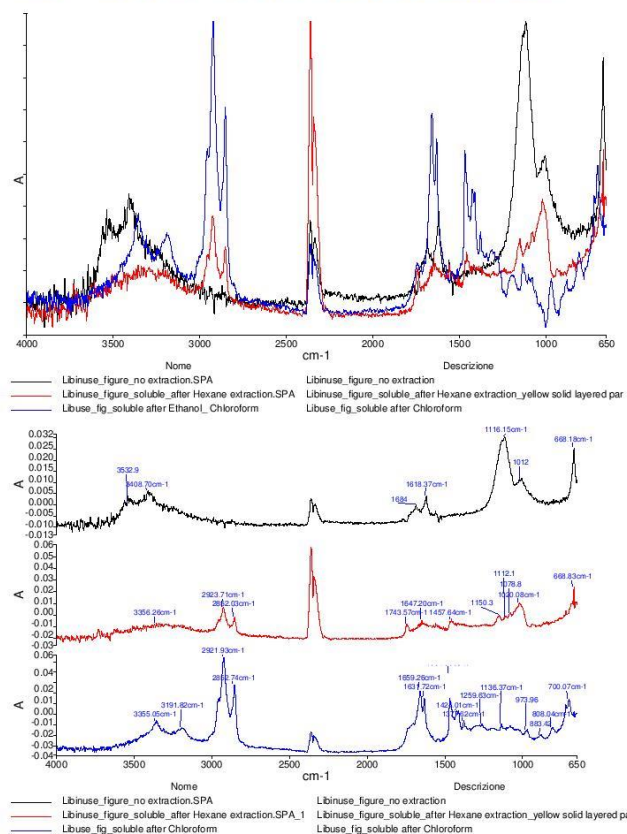 A
4000 3500 3000 2500 2000 1500 1000 650
cm-1
Nome Descrizione
Libinuse_figure_no extraction.SPA Libinuse_figure_no extraction
Libinuse_figure_soluble_after Hexane extraction.SPA Libinuse_figure_soluble_after Hexane extraction_yellow solid layered par
Libuse_fig_soluble after Ethanol_ Chloroform Libuse_fig_soluble after Chloroform
0.032
0.025
0.020
0.015
0.010
0.005
0.000
-0.005
-0.010
-0.013
A
3532.9
3408.70cm-1
1684
1618.37cm-1
1116.15cm-1
1012
668.18cm-1
0.06
0.05
0.04
0.03
0.02
0.01
0.00
-0.01
-0.02
-0.03
A
3356.26cm-1
2923.71cm-1
1743.57cm-1
1647.20cm-1
1457.64cm-1
1150.3
1112.1
1078.8
1020.08cm-1
668.83cm-1
0.06
0.04
0.02
0.01
0.00
-0.01
-0.02
-0.03
-0.04
A
3355.05cm-1
3191.82cm-1
2921.93cm-1
1659.26cm-1
1259.63cm-1
1136.37cm-1
973.96
883.42
808.04cm-1
700.07cm-1
4000 3500 3000 2500 2000 1500 1000 650
cm-1
Nome Descrizione
Libinuse_figure_no extraction.SPA Libinuse_figure_no extraction
Libinuse_figure_soluble_after Hexane extraction.SPA_1 Libinuse_figure_soluble_after Hexane extraction_yellow solid layered pa
Libuse_fig_soluble after Chloroform Libuse_fig_soluble after Chloroform